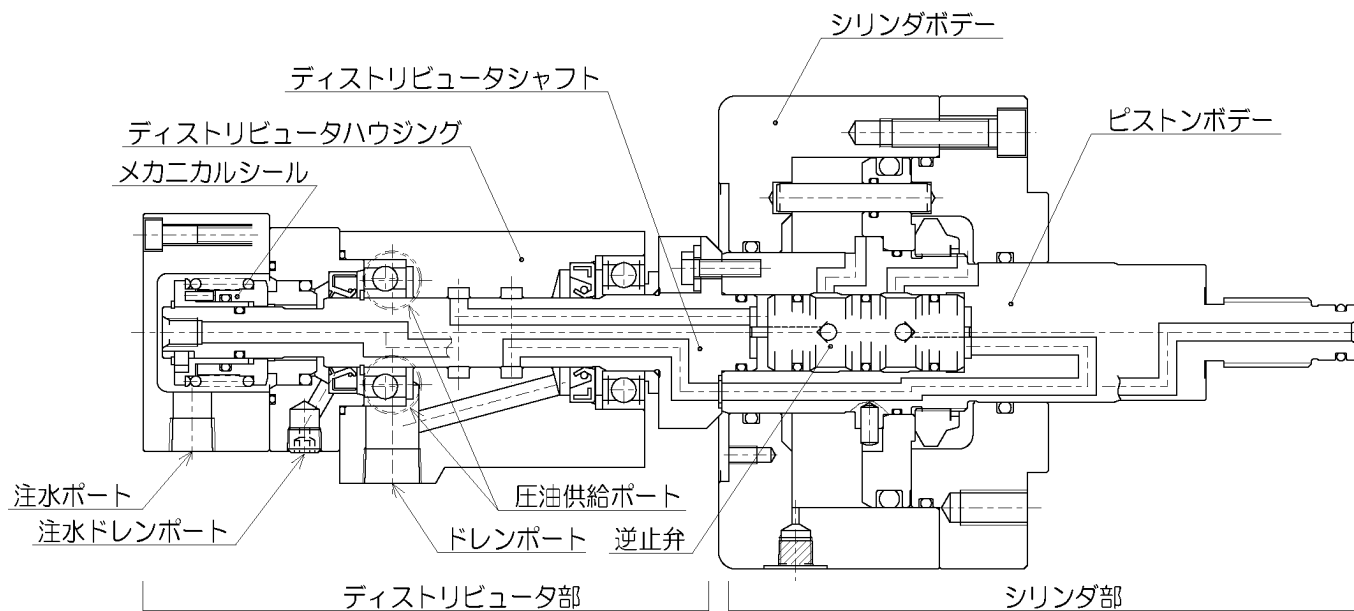 シリンダボデー
ディストリビュータシャフト
ディストリビュータハウジング
ピストンボデー
メカニカルシール
注水ポート
圧油供給ポート
注水ドレンポート
ドレンポート
逆止弁
ディストリビュータ部
シリンダ部